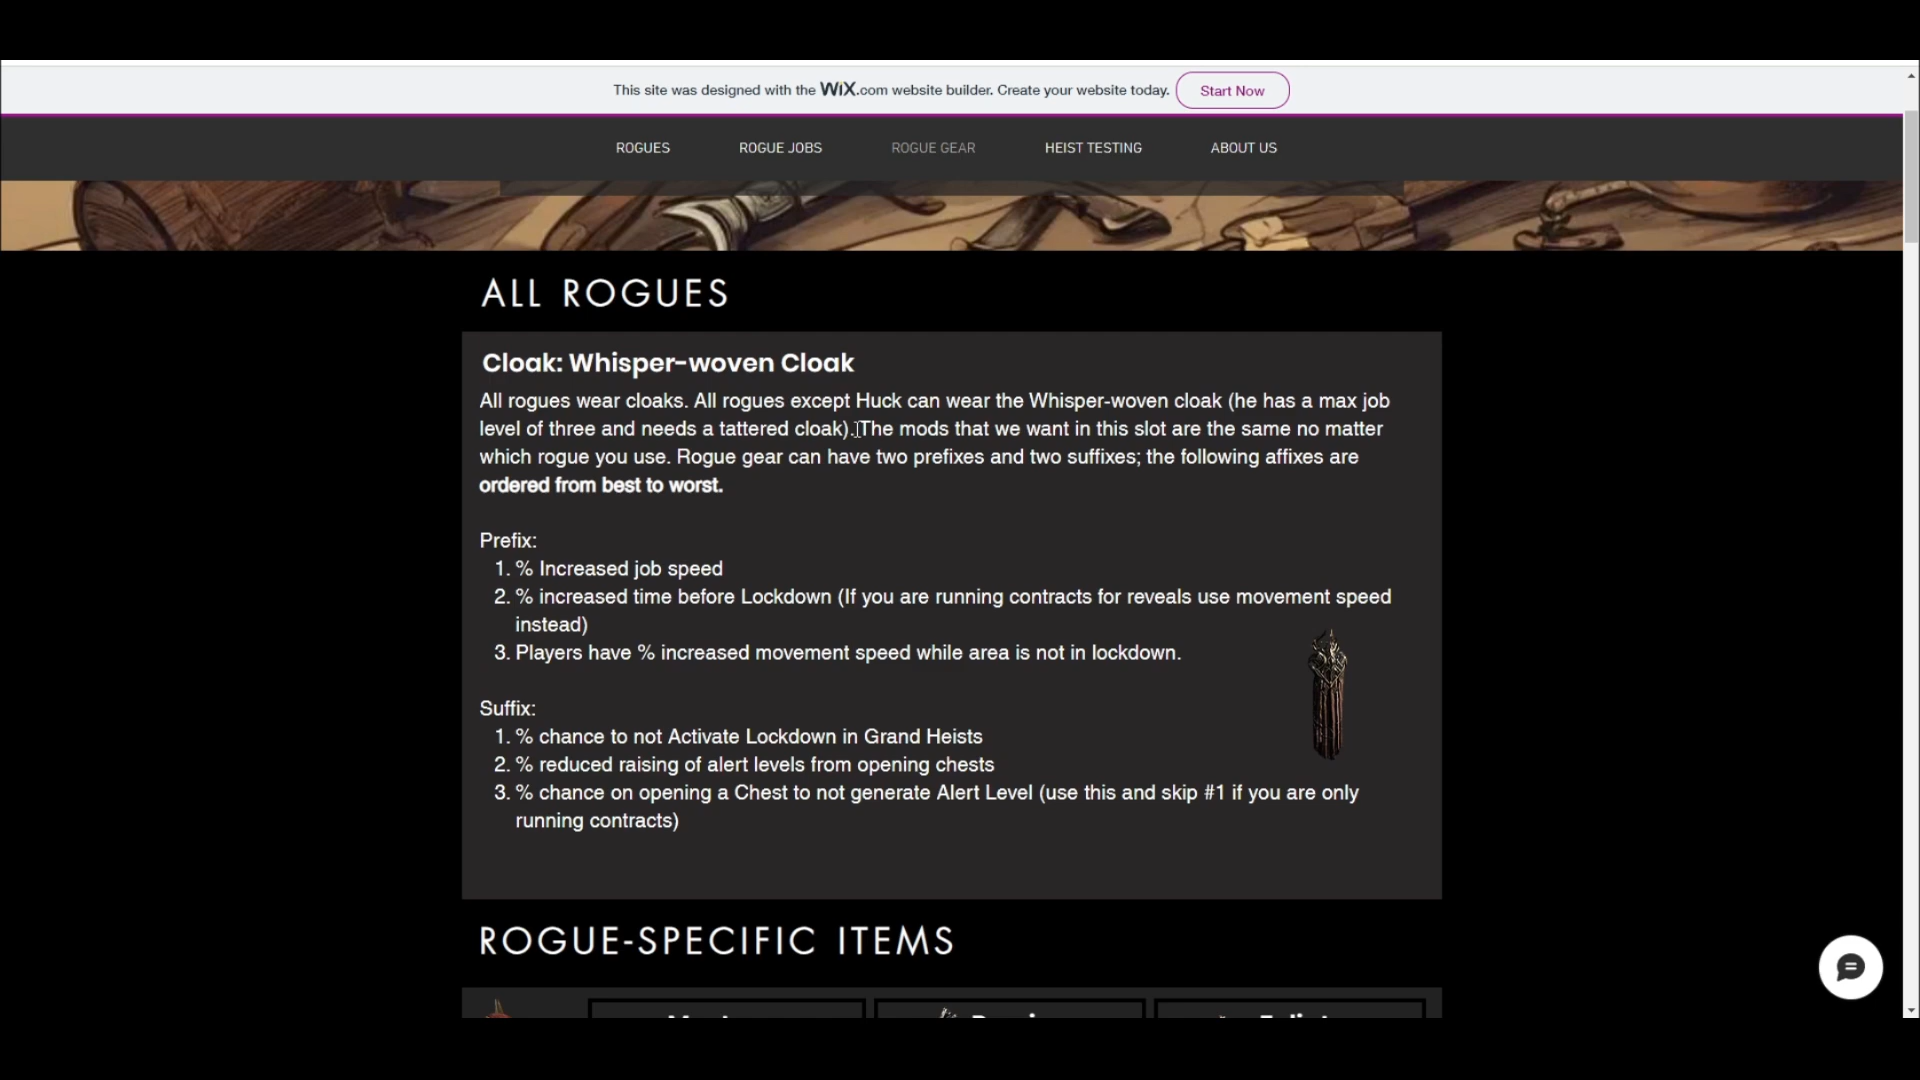 This site was designed with the WiX.com website builder. Create your website today. Start Now
ROGUES ROGUE JOBS ROGUE GEAR HEIST TESTING ABOUT US
ALL ROGUES
Cloak: Whisper-woven Cloak
All rogues wear cloaks. All rogues except Huck can wear the Whisper-woven cloak (he has a max job
level of three and needs a tattered cloak). The mods that we want in this slot are the same no matter
which rogue you use. Rogue gear can have two prefixes and two suffixes; the following affixes are
ordered from best to worst.
Prefix:
1. % Increased job speed
2. % increased time before Lockdown (If you are running contracts for reveals use movement speed
instead)
3. Players have % increased movement speed while area is not in lockdown.
Suffix:
1. % chance to not Activate Lockdown in Grand Heists
2. % reduced raising of alert levels from opening chests
3. % chance on opening a Chest to not generate Alert Level (use this and skip #1 if you are only
running contracts)
ROGUE-SPECIFIC ITEMS